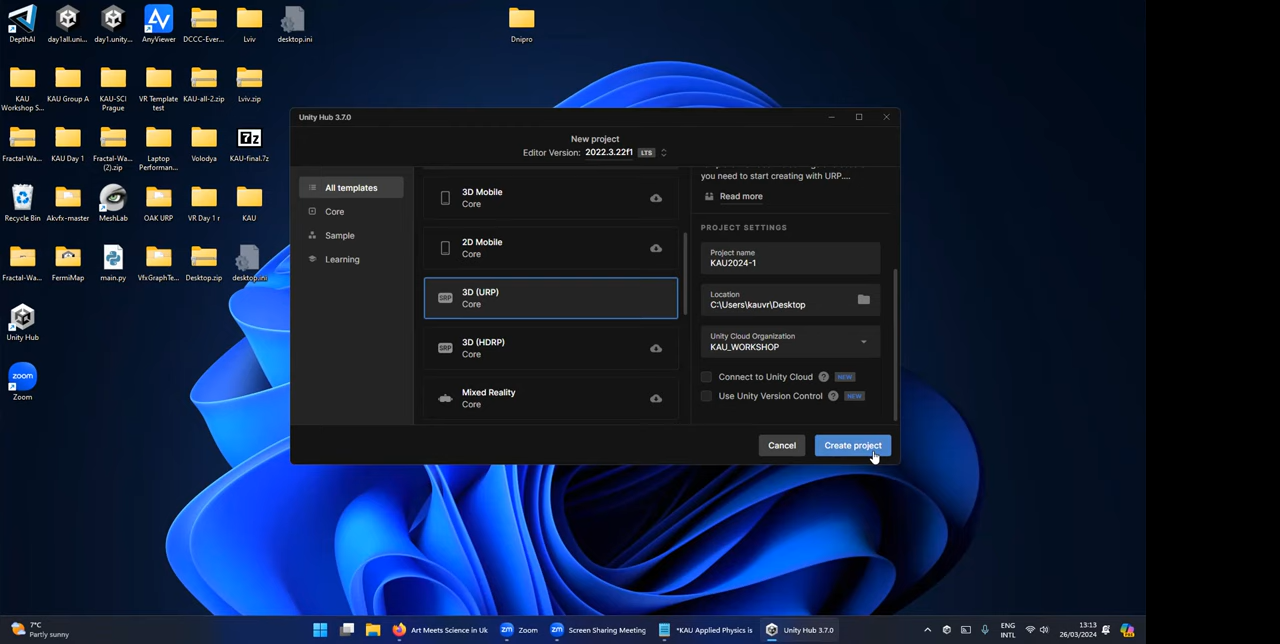 DepthAI
day1all.uni...
day1.unity...
AnyViewer
DCCC-Ever...
Lviv
desktop.ini
Dnipro
KAU Workshop S...
KAU Group A
KAU-SCI Prague
VR Template test
KAU-all-2.zip
Lviv.zip
Fractal-Wa...
KAU Day 1
Fractal-Wa... (2).zip
Laptop Performan...
Volodya
KAU-final.7z
Recycle Bin
Akvfx-master
MeshLab
OAK URP
VR Day 1 r
KAU
Fractal-Wa...
FermiMap
main.py
VfxGraphTe...
Desktop.zip
desktop.ini
Unity Hub
zoom
Zoom
Unity Hub 3.7.0
New project
Editor Version: 2022.3.22f1 LTS
All templates
Core
Sample
Learning
3D Mobile
Core
2D Mobile
Core
SRP
3D (URP)
Core
SRP
3D (HDRP)
Core
Mixed Reality
Core
you need to start creating with URP....
Read more
PROJECT SETTINGS
Project name
KAU2024-1
Location
C:\Users\kauvr\Desktop
Unity Cloud Organization
KAU_WORKSHOP
Connect to Unity Cloud ? NEW
Use Unity Version Control ? NEW
Cancel
Create project
7°C
Partly sunny
Art Meets Science in Uk
zm
Zoom
zm
Screen Sharing Meeting
*KAU Applied Physics is
Unity Hub 3.7.0
ENG
INTL
13:13
26/03/2024